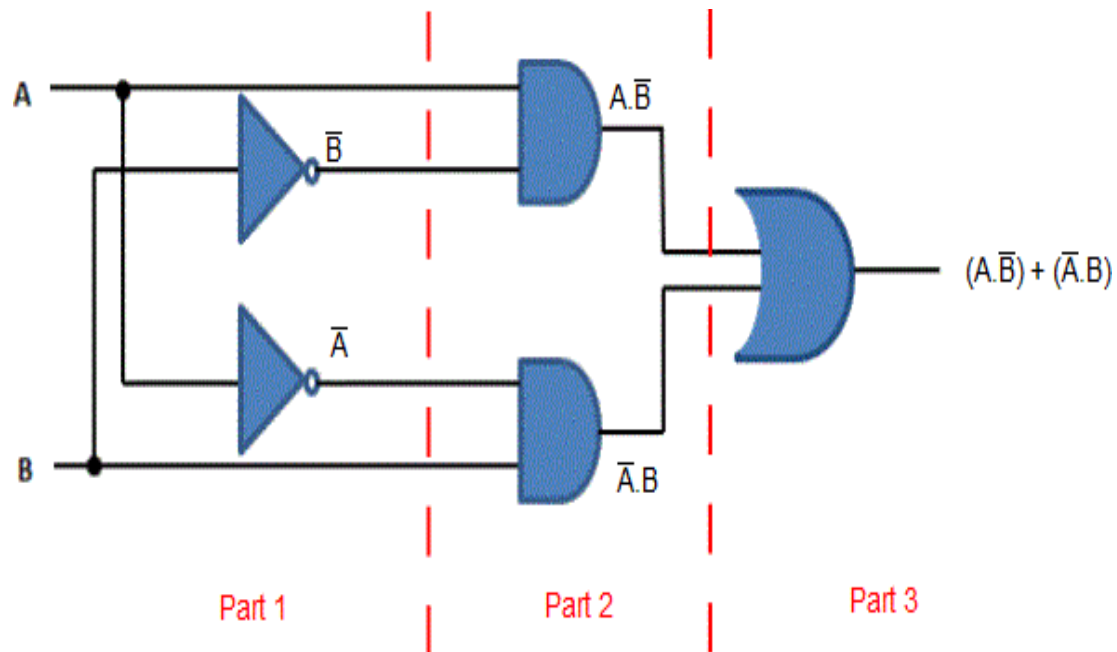 A
B̅
A.B̅
(A.B̅) + (A̅.B)
A̅
B
A̅.B
Part 1
Part 2
Part 3